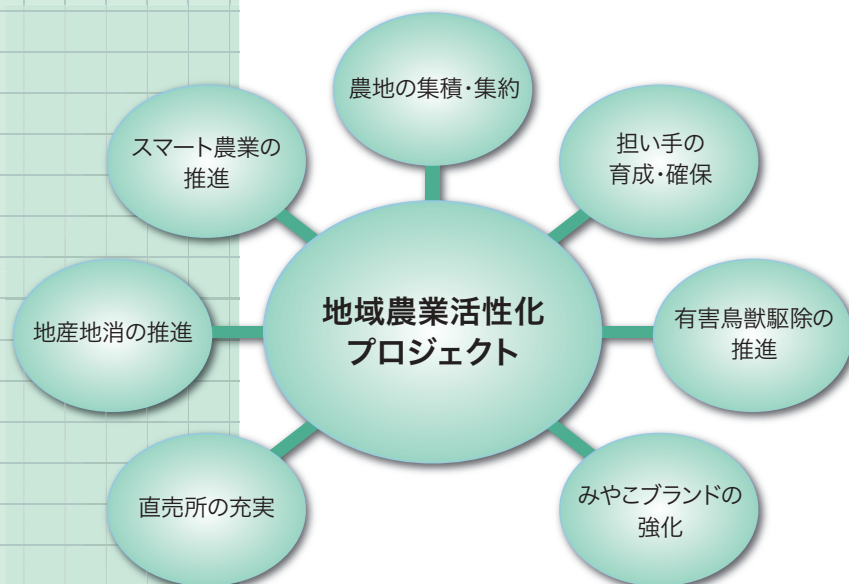 農地の集積・集約
スマート農業の
推進
担い手の
育成・確保
地域農業活性化
プロジェクト
地産地消の推進
有害鳥獣駆除の
推進
直売所の充実
みやこブランドの
強化